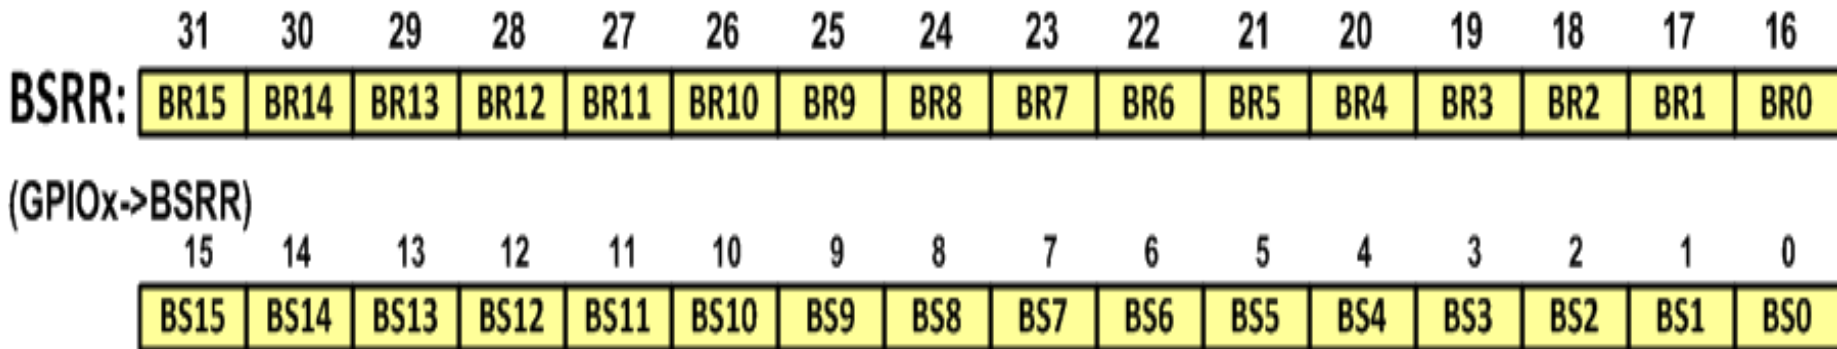 31 30 29 28 27 26 25 24 23 22 21 20 19 18 17 16
BSRR: BR15 BR14 BR13 BR12 BR11 BR10 BR9 BR8 BR7 BR6 BR5 BR4 BR3 BR2 BR1 BR0
(GPIOx->BSRR)
15 14 13 12 11 10 9 8 7 6 5 4 3 2 1 0
BS15 BS14 BS13 BS12 BS11 BS10 BS9 BS8 BS7 BS6 BS5 BS4 BS3 BS2 BS1 BS0